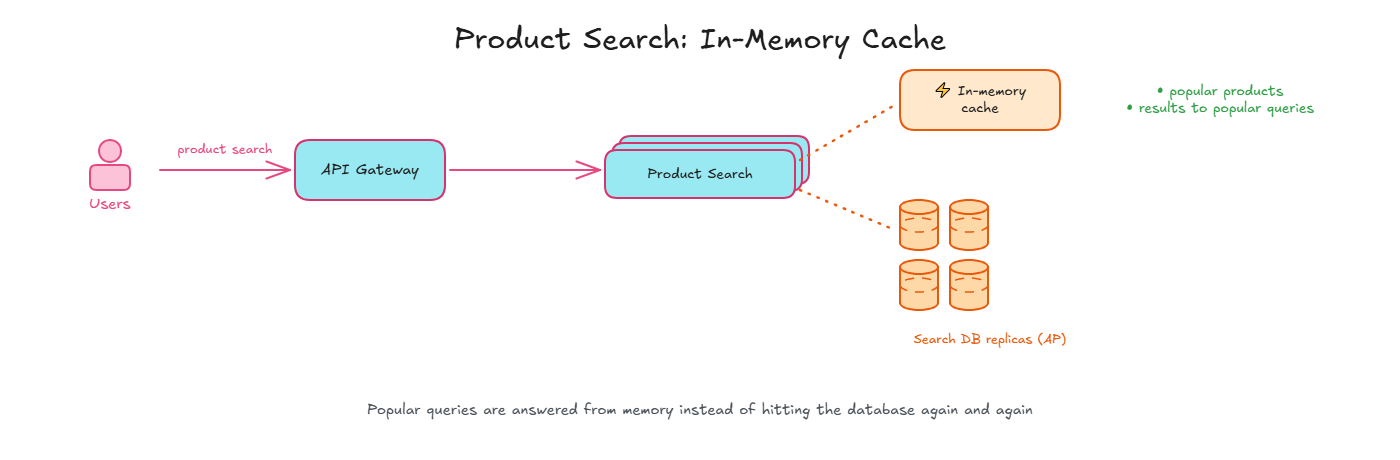 Product Search: In-Memory Cache
⚡ In-memory
cache
• popular products
• results to popular queries
product search
API Gateway
Product Search
Users
Search DB replicas (AP)
Popular queries are answered from memory instead of hitting the database again and again